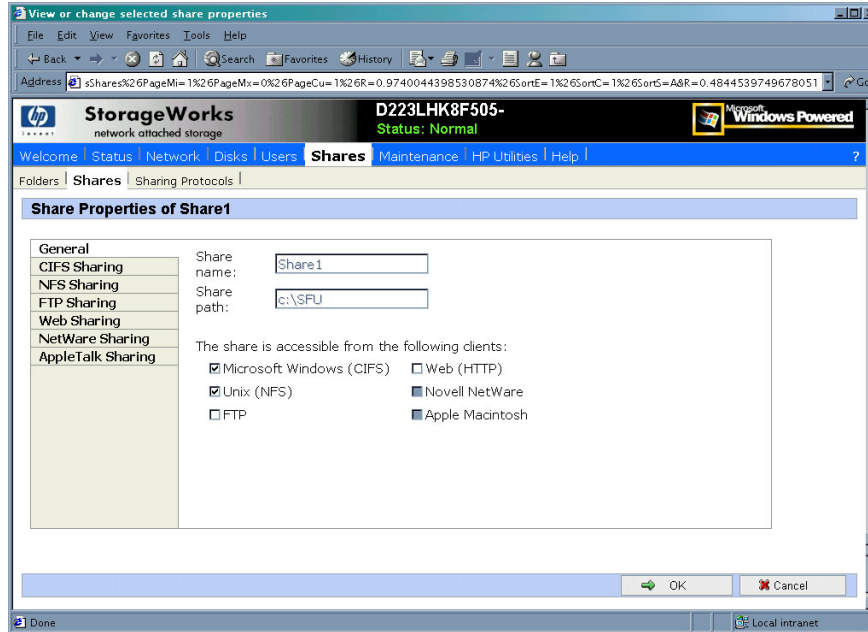 View or change selected share properties
File Edit View Favorites Tools Help
Back Search Favorites History
Address sShares%26PageMi=1%26PageMx=0%26PageCu=1%26R=0.9740044398530874%26SortE=1%26SortC=1%26SortS=A&R=0.4844539749678051 Go
hp StorageWorks D223LHK8F505- Microsoft Windows Powered
invent network attached storage Status: Normal
Welcome Status Network Disks Users Shares Maintenance HP Utilities Help ?
Folders Shares Sharing Protocols
Share Properties of Share1
General
CIFS Sharing
NFS Sharing
FTP Sharing
Web Sharing
NetWare Sharing
AppleTalk Sharing
Share name: Share1
Share path: c:\SFU
The share is accessible from the following clients:
Microsoft Windows (CIFS) Web (HTTP)
Unix (NFS) Novell NetWare
FTP Apple Macintosh
OK Cancel
Done Local intranet